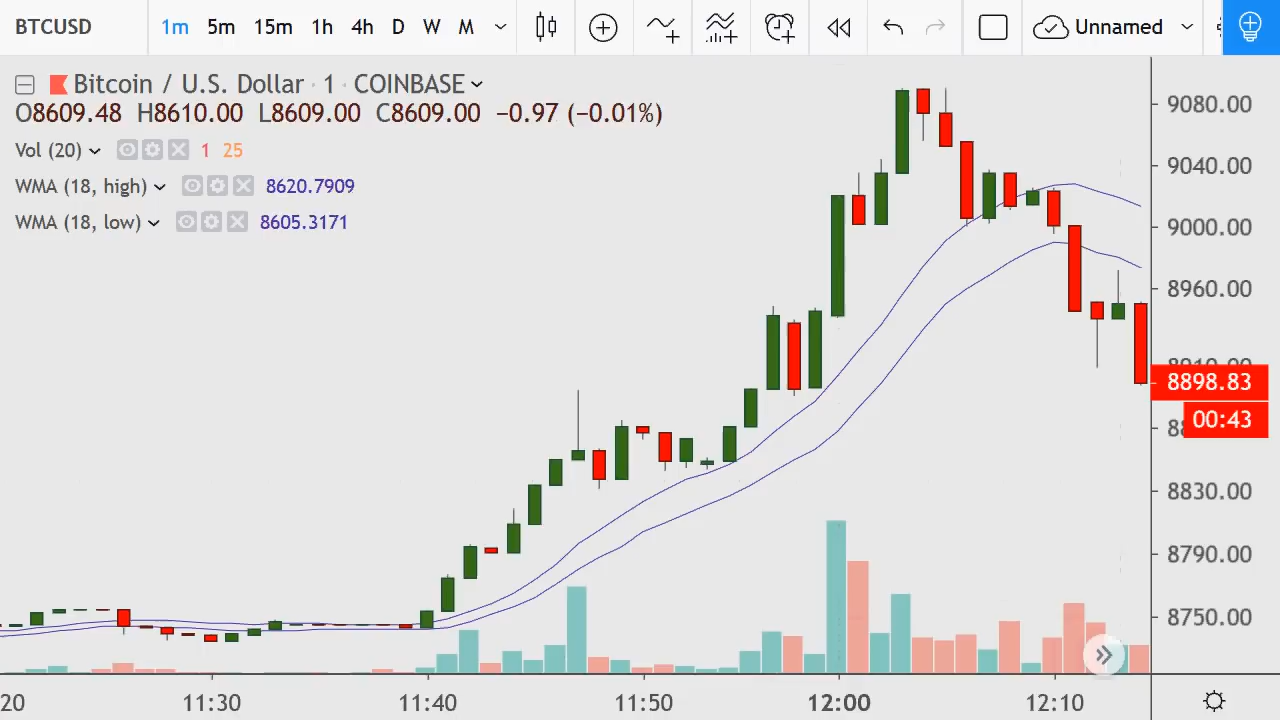 BTCUSD 1m 5m 15m 1h 4h D W M Unnamed
Bitcoin / U.S. Dollar · 1 · COINBASE
O8609.48 H8610.00 L8609.00 C8609.00 −0.97 (−0.01%)
Vol (20) 1 25
WMA (18, high) 8620.7909
WMA (18, low) 8605.3171
9080.00
9040.00
9000.00
8960.00
8898.83
00:43
8830.00
8790.00
8750.00
20 11:30 11:40 11:50 12:00 12:10